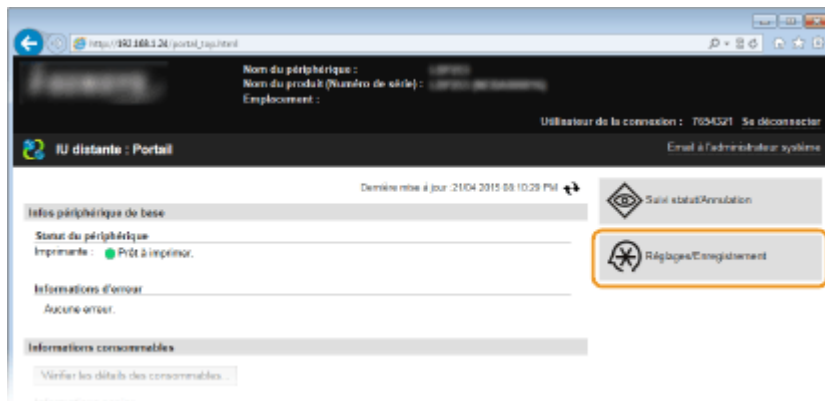 http://192.168.1.24/portal_top.html
Nom du périphérique :
Nom du produit (Numéro de série) :
Emplacement :
Utilisateur de la connexion : 7654321 Se déconnecter
IU distante : Portail
Email à l'administrateur système
Dernière mise à jour :21/04 2015 08:10:29 PM
Infos périphérique de base
Statut du périphérique
Imprimante : Prêt à imprimer.
Informations d'erreur
Aucune erreur.
Informations consommables
Vérifier les détails des consommables...
Suivi statut/Annulation
Réglages/Enregistrement